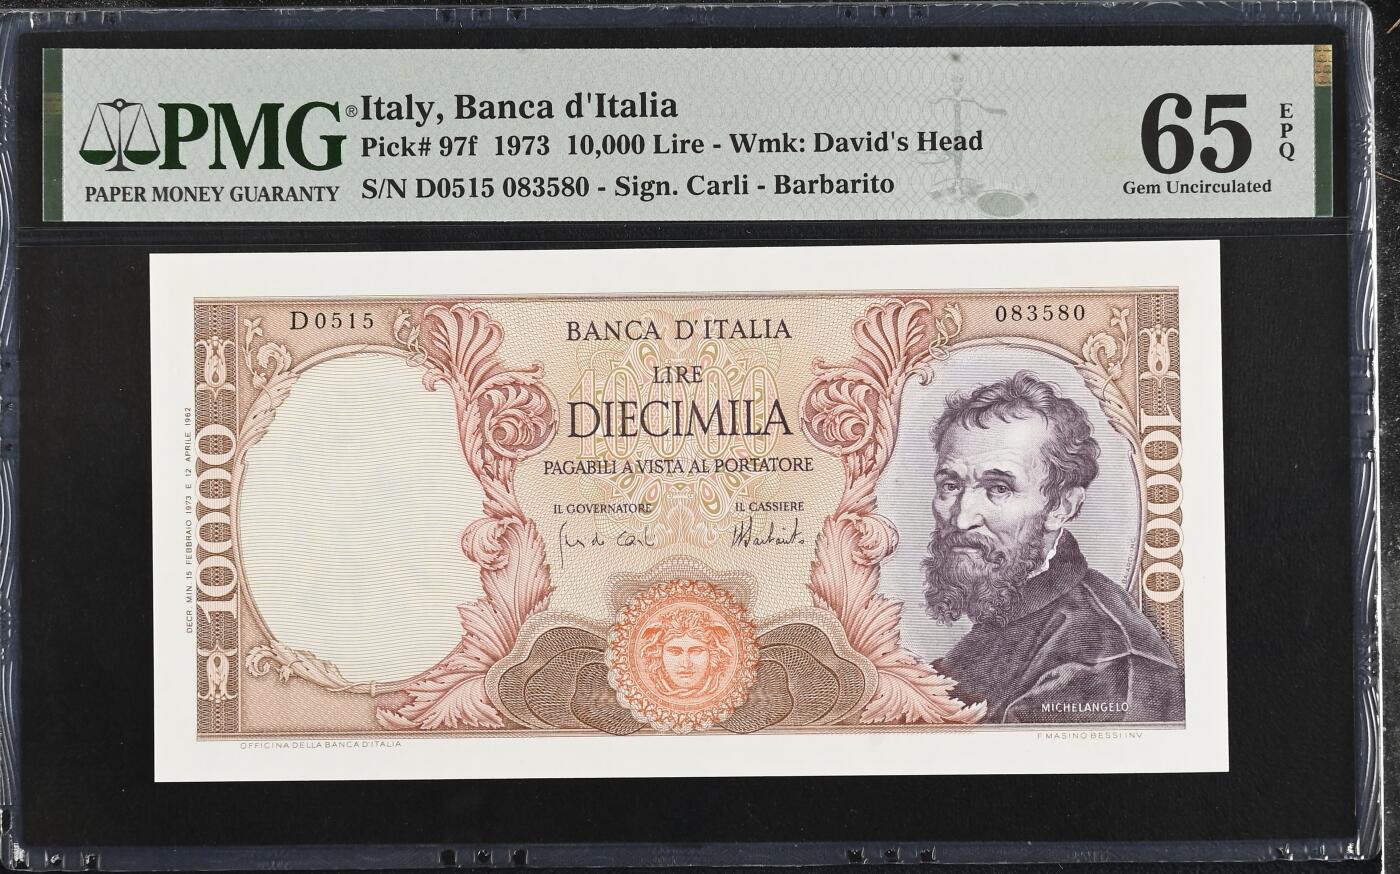 PMG®
PAPER MONEY GUARANTY
Italy, Banca d'Italia
Pick# 97f 1973 10,000 Lire - Wmk: David's Head
S/N D0515 083580 - Sign. Carli - Barbarito
65
EPQ
Gem Uncirculated
D0515
083580
BANCA D'ITALIA
LIRE
10000
DIECIMILA
PAGABILI A VISTA AL PORTATORE
IL GOVERNATORE
IL CASSIERE
10000
10000
DECR. MIN. 15 FEBBRAIO 1973 E 12 APRILE 1962
MICHELANGELO
OFFICINA DELLA BANCA D'ITALIA
F MASINO BESSI INV